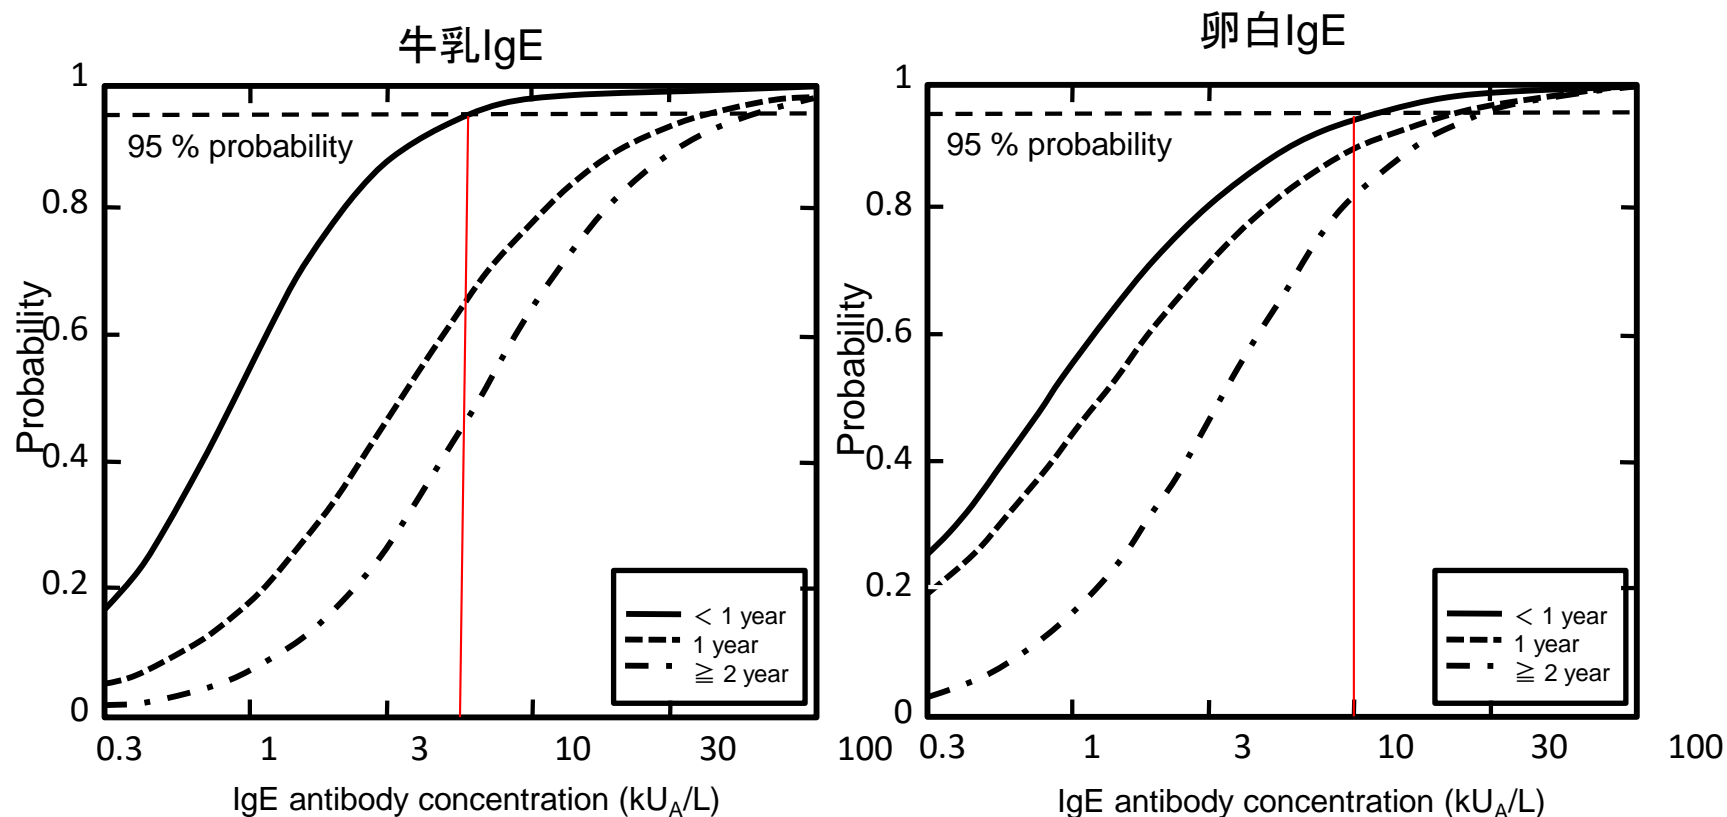 牛乳IgE
1
95 % probability
0.8
0.6
0.4
0.2
0
Probability
< 1 year
1 year
≧ 2 year
0.3 1 3 10 30 100
IgE antibody concentration (kUA/L)
卵白IgE
1
95 % probability
0.8
0.6
0.4
0.2
0
Probability
< 1 year
1 year
≧ 2 year
0.3 1 3 10 30 100
IgE antibody concentration (kUA/L)